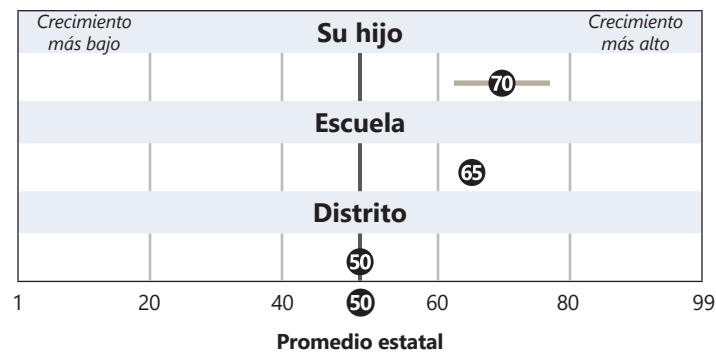 Crecimiento
más bajo
Su hijo
Crecimiento
más alto
70
Escuela
65
Distrito
50
1 20 40 50 60 80 99
Promedio estatal